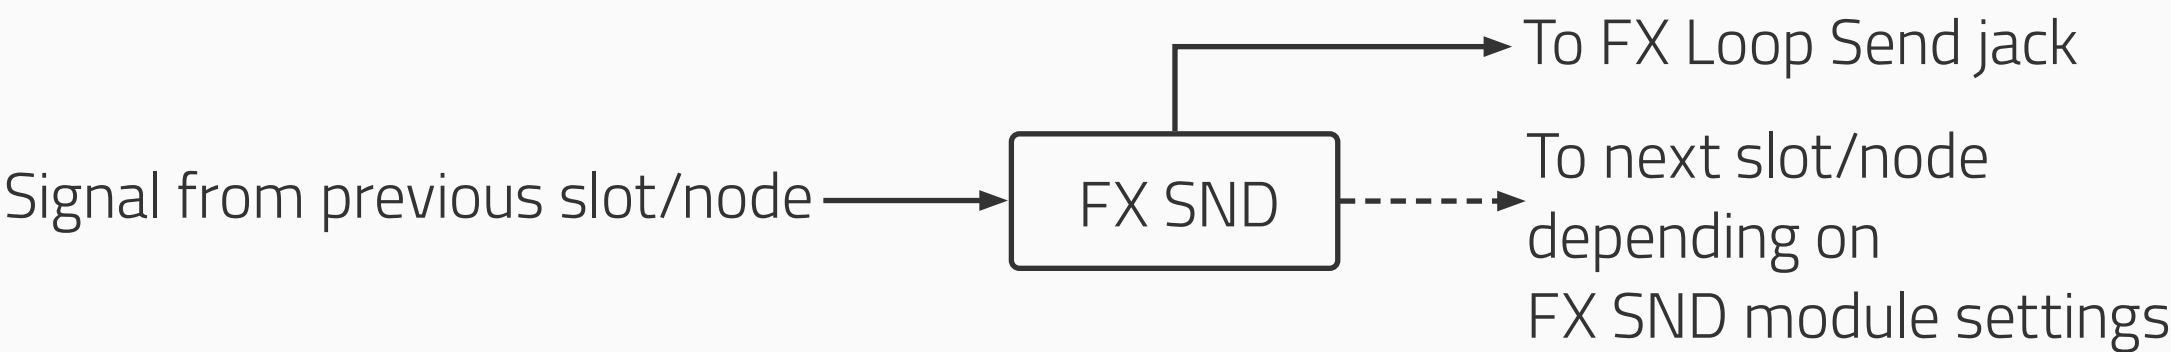 To FX Loop Send jack
Signal from previous slot/node
FX SND
To next slot/node
depending on
FX SND module settings